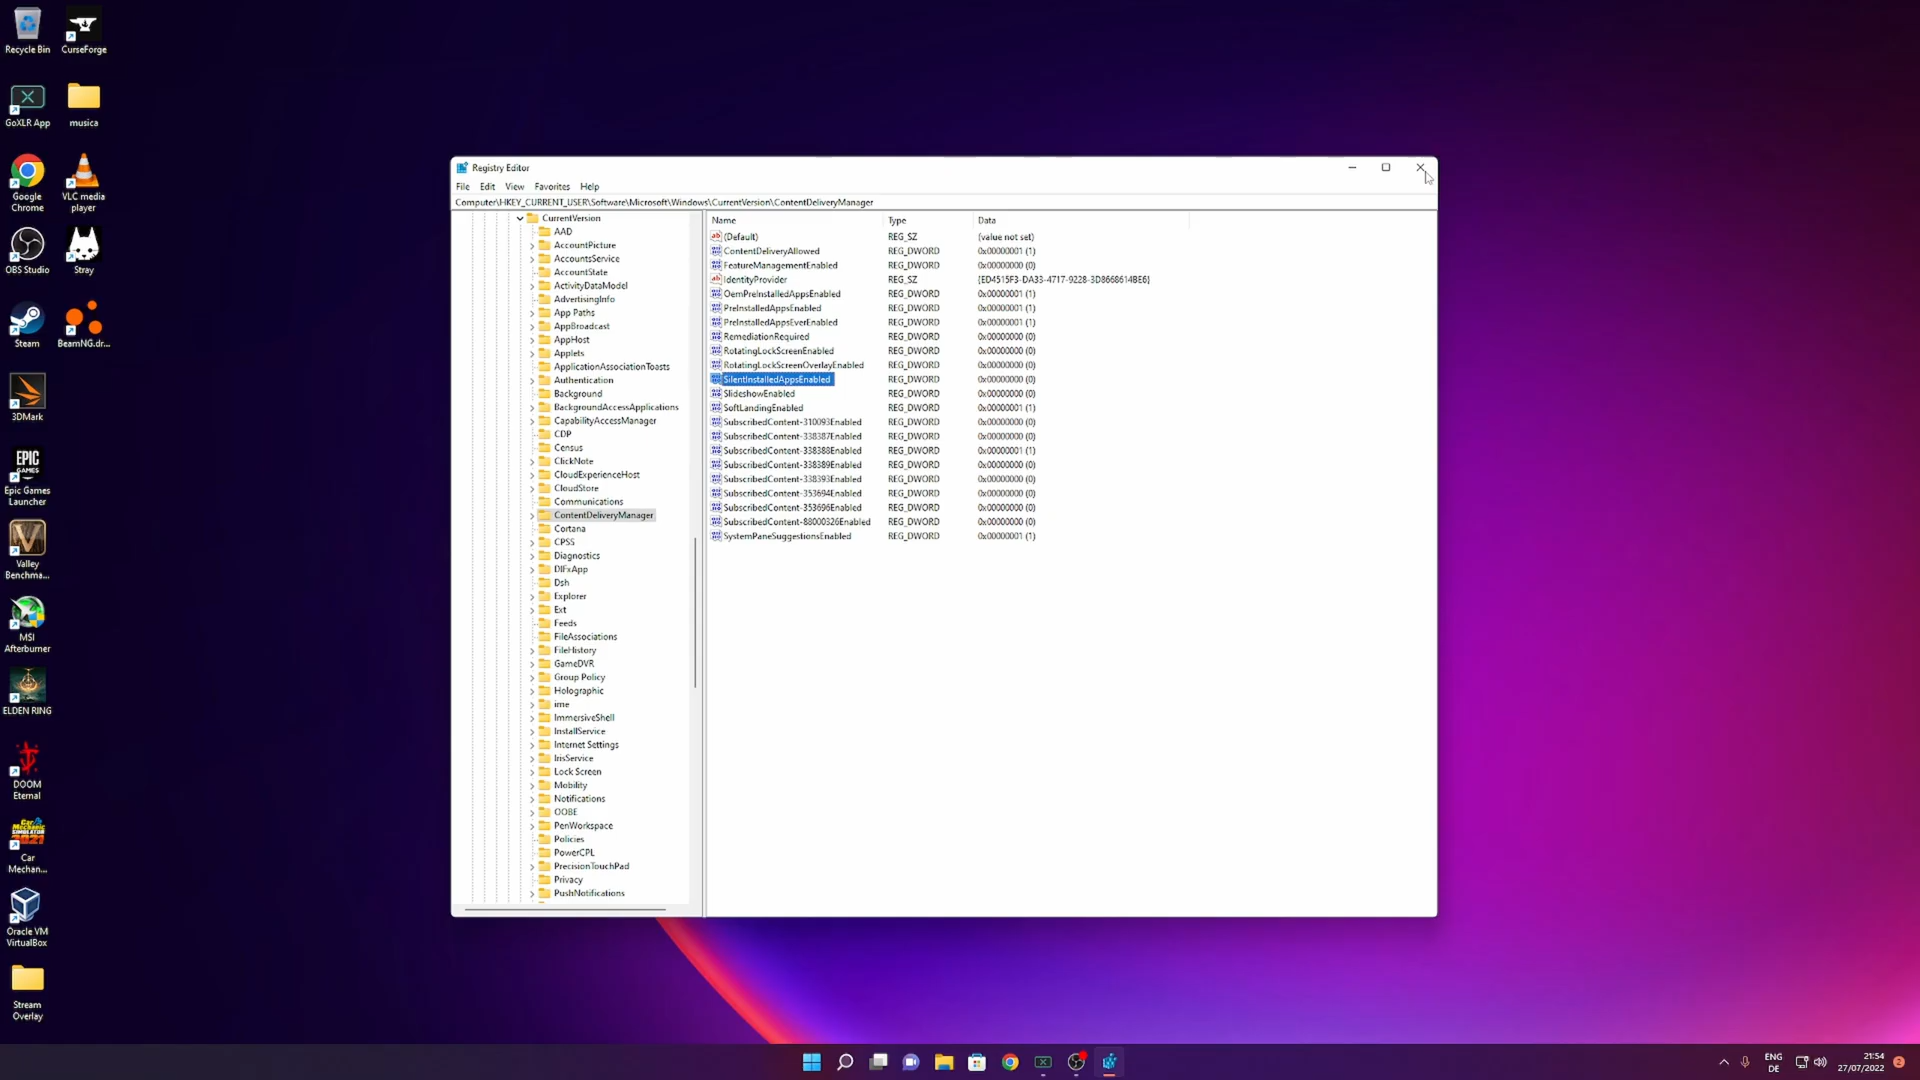 Recycle Bin
CurseForge
GoXLR App
musica
Google
Chrome
VLC media
player
OBS Studio
Stray
Steam
BeamNG.dr...
3DMark
EPIC
GAMES
Epic Games
Launcher
Valley
Benchma...
MSI
Afterburner
ELDEN RING
DOOM
Eternal
Car
Mechan...
Oracle VM
VirtualBox
Stream
Overlay
Registry Editor
File Edit View Favorites Help
Computer\HKEY_CURRENT_USER\Software\Microsoft\Windows\CurrentVersion\ContentDeliveryManager
CurrentVersion
AAD
AccountPicture
AccountsService
AccountState
ActivityDataModel
AdvertisingInfo
App Paths
AppBroadcast
AppHost
Applets
ApplicationAssociationToasts
Authentication
Background
BackgroundAccessApplications
CapabilityAccessManager
CDP
Census
ClickNote
CloudExperienceHost
CloudStore
Communications
ContentDeliveryManager
Cortana
CPSS
Diagnostics
DIFxApp
Dsh
Explorer
Ext
Feeds
FileAssociations
FileHistory
GameDVR
Group Policy
Holographic
ime
ImmersiveShell
InstallService
Internet Settings
IrisService
Lock Screen
Mobility
Notifications
OOBE
PenWorkspace
Policies
PowerCPL
PrecisionTouchPad
Privacy
PushNotifications
Name Type Data
(Default) REG_SZ (value not set)
ContentDeliveryAllowed REG_DWORD 0x00000001 (1)
FeatureManagementEnabled REG_DWORD 0x00000000 (0)
IdentityProvider REG_SZ {ED4515F3-DA33-4717-9228-3D8668614BE6}
OemPreInstalledAppsEnabled REG_DWORD 0x00000001 (1)
PreInstalledAppsEnabled REG_DWORD 0x00000001 (1)
PreInstalledAppsEverEnabled REG_DWORD 0x00000001 (1)
RemediationRequired REG_DWORD 0x00000000 (0)
RotatingLockScreenEnabled REG_DWORD 0x00000000 (0)
RotatingLockScreenOverlayEnabled REG_DWORD 0x00000000 (0)
SilentInstalledAppsEnabled REG_DWORD 0x00000000 (0)
SlideshowEnabled REG_DWORD 0x00000000 (0)
SoftLandingEnabled REG_DWORD 0x00000001 (1)
SubscribedContent-310093Enabled REG_DWORD 0x00000000 (0)
SubscribedContent-338387Enabled REG_DWORD 0x00000000 (0)
SubscribedContent-338388Enabled REG_DWORD 0x00000001 (1)
SubscribedContent-338389Enabled REG_DWORD 0x00000000 (0)
SubscribedContent-338393Enabled REG_DWORD 0x00000000 (0)
SubscribedContent-353694Enabled REG_DWORD 0x00000000 (0)
SubscribedContent-353696Enabled REG_DWORD 0x00000000 (0)
SubscribedContent-88000326Enabled REG_DWORD 0x00000000 (0)
SystemPaneSuggestionsEnabled REG_DWORD 0x00000001 (1)
ENG
DE
21:54
27/07/2022
2